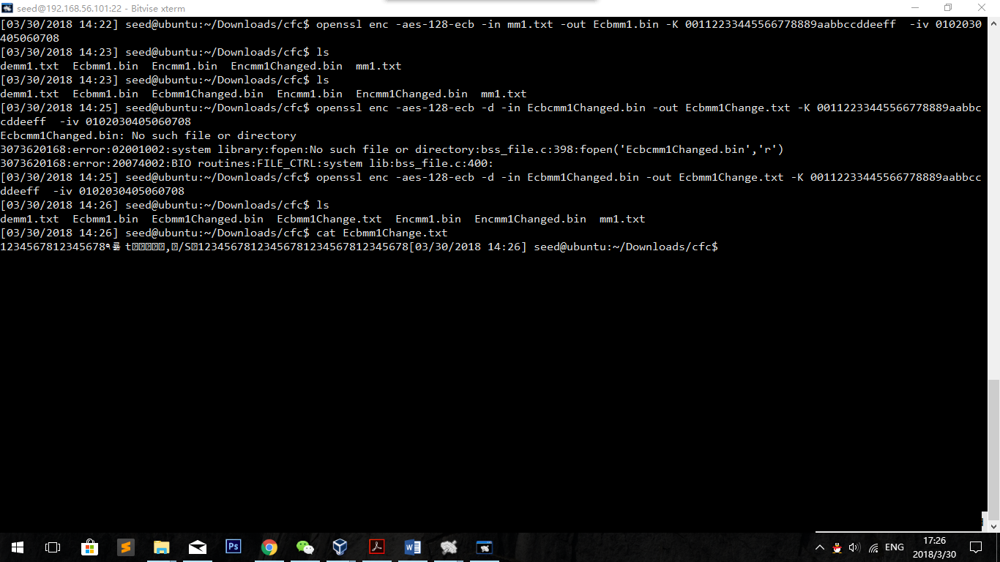 seed@192.168.56.101:22 - Bitvise xterm
[03/30/2018 14:22] seed@ubuntu:~/Downloads/cfc$ openssl enc -aes-128-ecb -in mm1.txt -out Ecbmm1.bin -K 00112233445566778889aabbccddeeff  -iv 0102030
405060708
[03/30/2018 14:23] seed@ubuntu:~/Downloads/cfc$ ls
demm1.txt  Ecbmm1.bin  Encmm1.bin  Encmm1Changed.bin  mm1.txt
[03/30/2018 14:23] seed@ubuntu:~/Downloads/cfc$ ls
demm1.txt  Ecbmm1.bin  Ecbmm1Changed.bin  Encmm1.bin  Encmm1Changed.bin  mm1.txt
[03/30/2018 14:25] seed@ubuntu:~/Downloads/cfc$ openssl enc -aes-128-ecb -d -in Ecbcmm1Changed.bin -out Ecbmm1Change.txt -K 00112233445566778889aabbc
cddeeff  -iv 0102030405060708
Ecbcmm1Changed.bin: No such file or directory
3073620168:error:02001002:system library:fopen:No such file or directory:bss_file.c:398:fopen('Ecbcmm1Changed.bin','r')
3073620168:error:20074002:BIO routines:FILE_CTRL:system lib:bss_file.c:400:
[03/30/2018 14:25] seed@ubuntu:~/Downloads/cfc$ openssl enc -aes-128-ecb -d -in Ecbmm1Changed.bin -out Ecbmm1Change.txt -K 00112233445566778889aabbcc
ddeeff  -iv 0102030405060708
[03/30/2018 14:26] seed@ubuntu:~/Downloads/cfc$ ls
demm1.txt  Ecbmm1.bin  Ecbmm1Changed.bin  Ecbmm1Change.txt  Encmm1.bin  Encmm1Changed.bin  mm1.txt
[03/30/2018 14:26] seed@ubuntu:~/Downloads/cfc$ cat Ecbmm1Change.txt
1234567812345678 t,/S12345678123456781234567812345678[03/30/2018 14:26] seed@ubuntu:~/Downloads/cfc$
Ps
ENG
17:26
2018/3/30